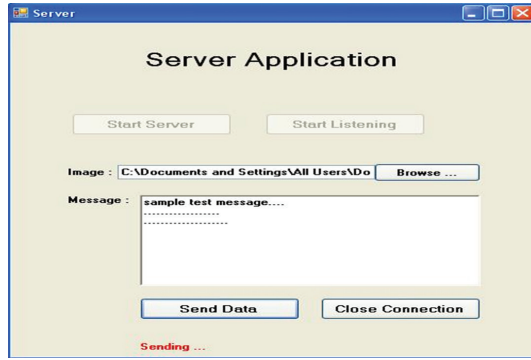 Server
Server Application
Start Server Start Listening
Image : C:\Documents and Settings\All Users\Do Browse ...
Message : sample test message....
-----------------
-------------------
Send Data Close Connection
Sending ...